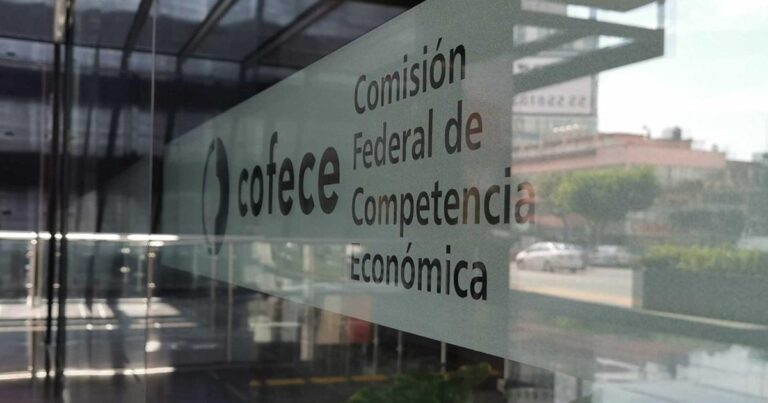 cofece
Comisión
Federal de
Competencia
Económica